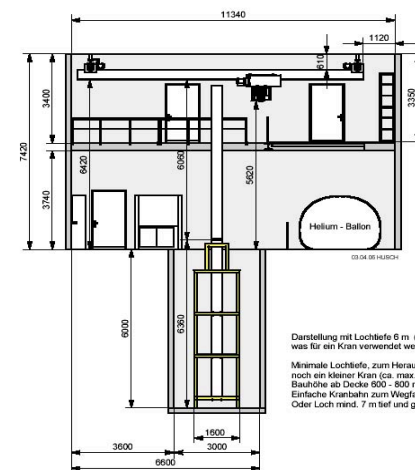 11340
1120
610
3400
3350
7420
6420
6060
5620
3740
Helium - Ballon
03.04.06 HUSCH
6000
6360
Darstellung mit Lochtiefe 6 m
was für ein Kran verwendet we
Minimale Lochtiefe, zum Herau
noch ein kleiner Kran (ca. max.
Bauhöhe ab Decke 600 - 800 r
Einfache Kranbahn zum Wegfa
Oder Loch mind. 7 m tief und g
1600
3600
3000
6600